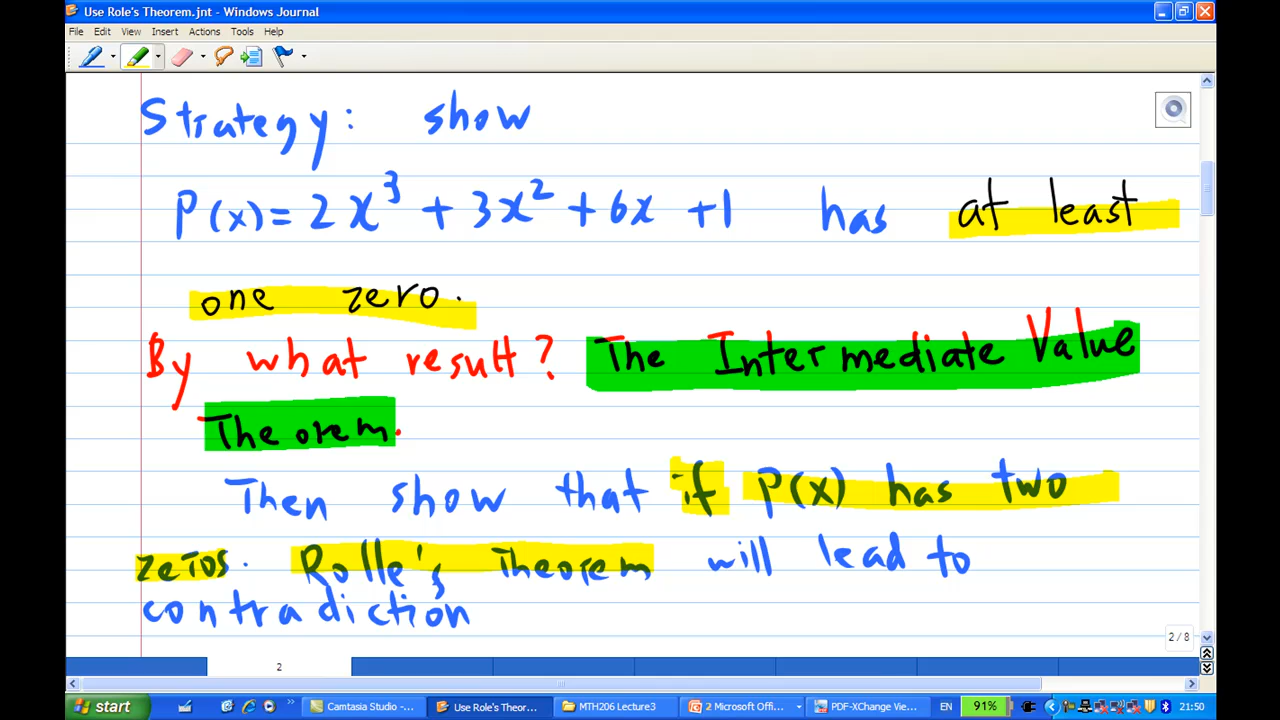 Use Role's Theorem.jnt - Windows Journal
File Edit View Insert Actions Tools Help
Strategy: show
P(x)= 2x³ + 3x² + 6x + 1 has at least
one zero.
By what result? The Intermediate Value
Theorem.
Then show that if P(x) has two
zeros. Rolle's Theorem will lead to
contradiction
2 / 8
2
start Camtasia Studio - ... Use Role's Theor... MTH206 Lecture3 2 Microsoft Offi... PDF-XChange Vie... EN 91% 21:50